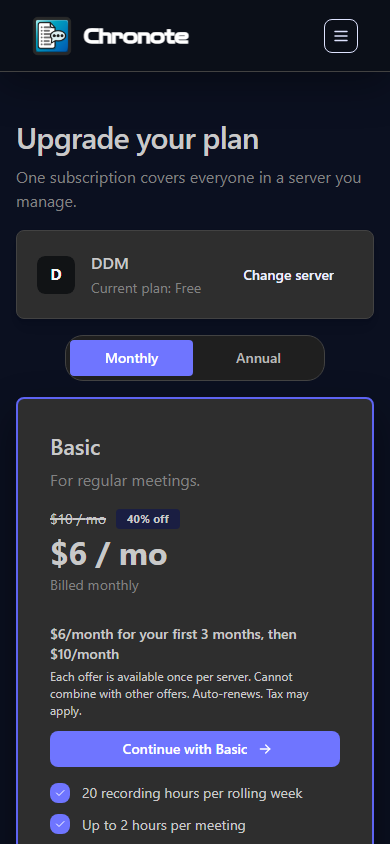 Chronote
Upgrade your plan
One subscription covers everyone in a server you
manage.
D
DDM
Current plan: Free
Change server
Monthly
Annual
Basic
For regular meetings.
$10 / mo
40% off
$6 / mo
Billed monthly
$6/month for your first 3 months, then
$10/month
Each offer is available once per server. Cannot
combine with other offers. Auto-renews. Tax may
apply.
Continue with Basic →
20 recording hours per rolling week
Up to 2 hours per meeting